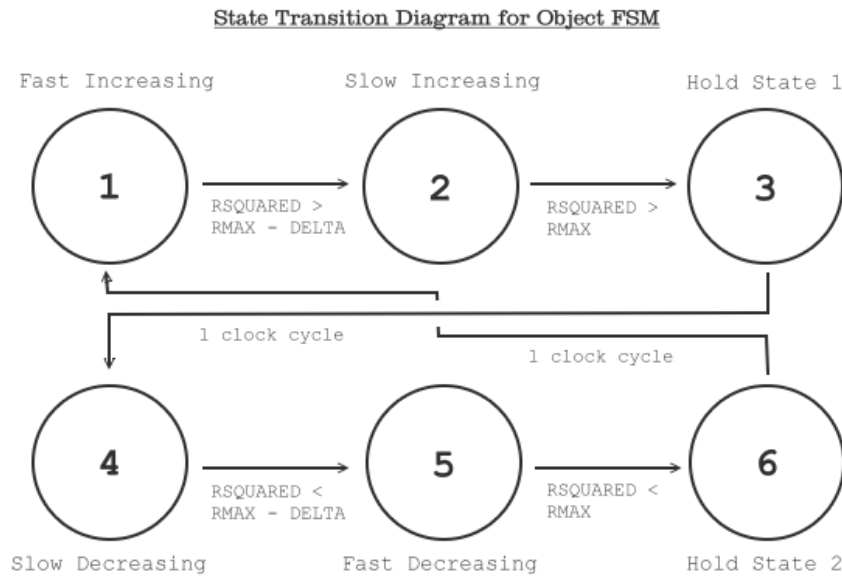 State Transition Diagram for Object FSM
Fast Increasing
Slow Increasing
Hold State 1
1
2
3
RSQUARED >
RMAX - DELTA
RSQUARED >
RMAX
1 clock cycle
1 clock cycle
4
5
6
RSQUARED <
RMAX - DELTA
RSQUARED <
RMAX
Slow Decreasing
Fast Decreasing
Hold State 2